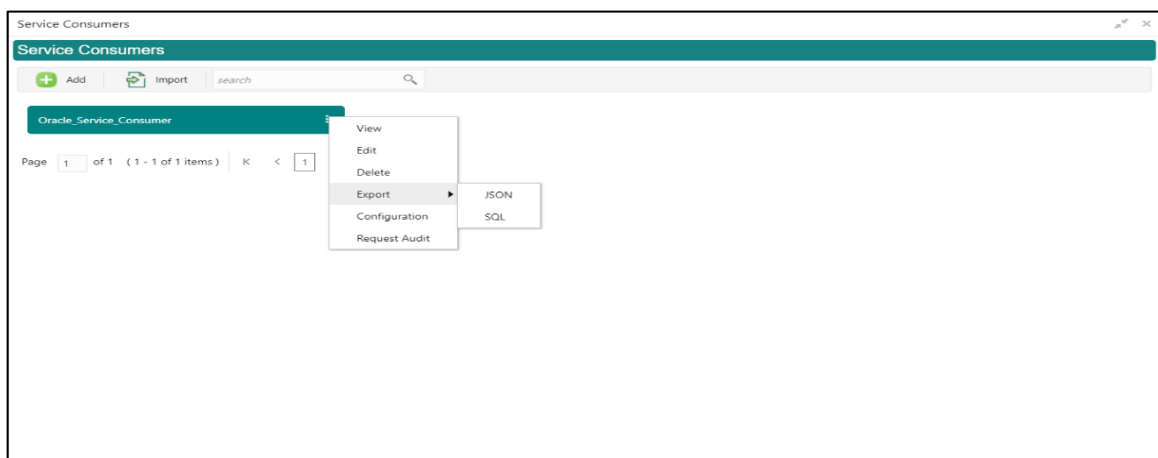 Service Consumers
Service Consumers
Add Import search
Oracle_Service_Consumer
View
Page 1 of 1 ( 1 - 1 of 1 items ) K < 1
Edit
Delete
Export JSON
Configuration SQL
Request Audit